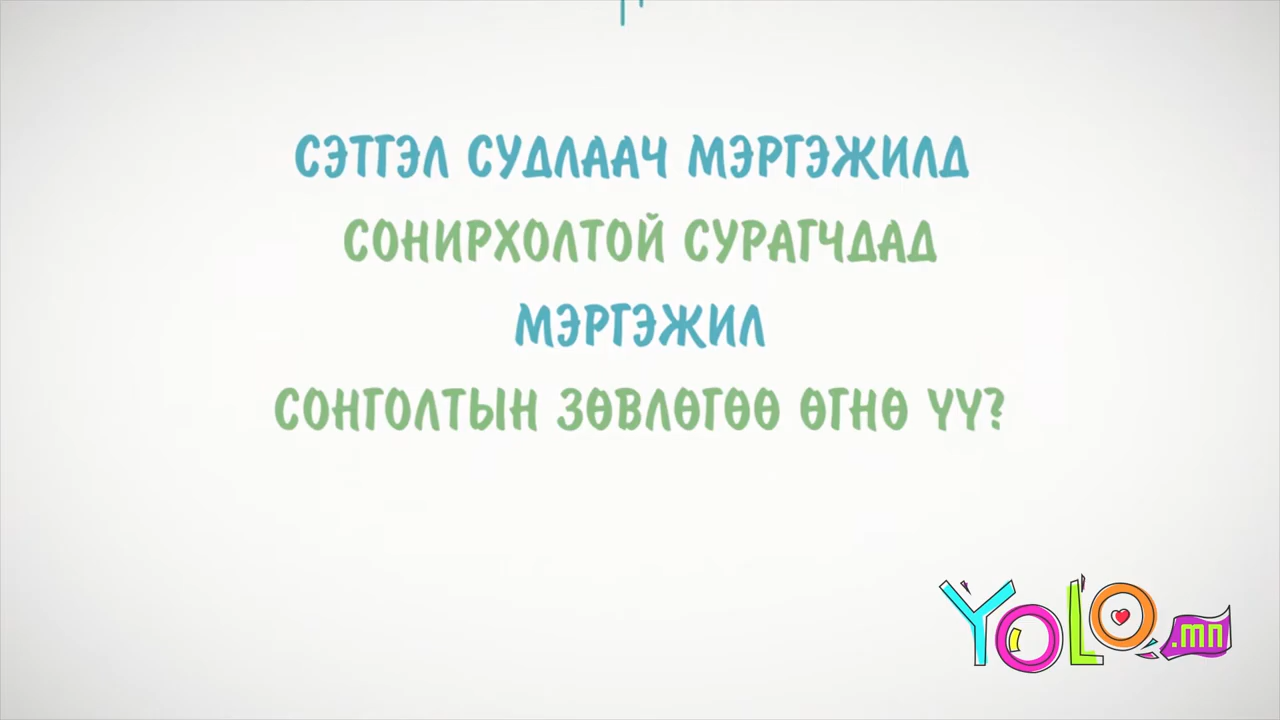 СЭТГЭЛ СУДЛААЧ МЭРГЭЖИЛД
СОНИРХОЛТОЙ СУРАГЧДАД
МЭРГЭЖИЛ
СОНГОЛТЫН ЗӨВЛӨГӨӨ ӨГНӨ ҮҮ?
YOLO.mn